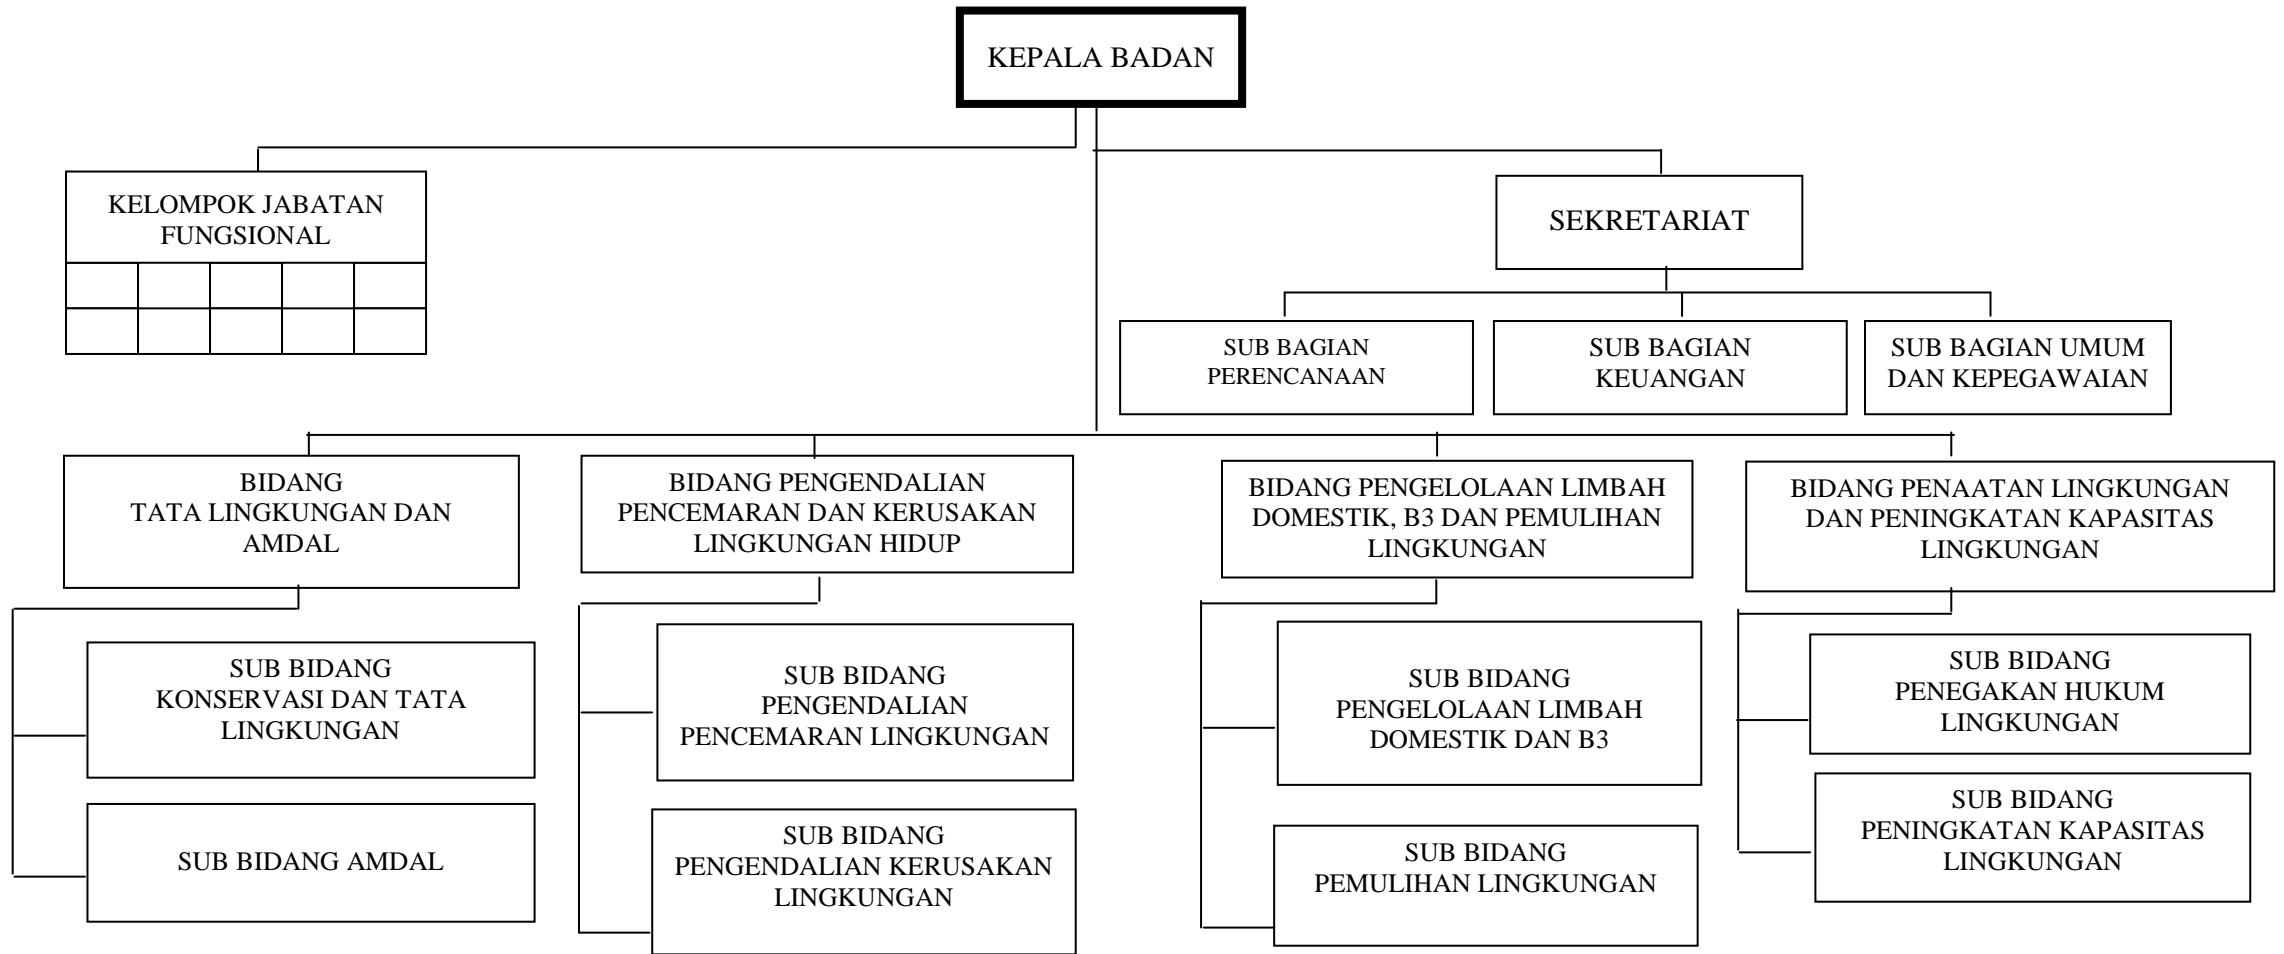 KEPALA BADAN
KELOMPOK JABATAN
FUNGSIONAL
SEKRETARIAT
SUB BAGIAN
PERENCANAAN
SUB BAGIAN
KEUANGAN
SUB BAGIAN UMUM
DAN KEPEGAWAIAN
BIDANG
TATA LINGKUNGAN DAN
AMDAL
BIDANG PENGENDALIAN
PENCEMARAN DAN KERUSAKAN
LINGKUNGAN HIDUP
BIDANG PENGELOLAAN LIMBAH
DOMESTIK, B3 DAN PEMULIHAN
LINGKUNGAN
BIDANG PENAATAN LINGKUNGAN
DAN PENINGKATAN KAPASITAS
LINGKUNGAN
SUB BIDANG
KONSERVASI DAN TATA
LINGKUNGAN
SUB BIDANG
PENGENDALIAN
PENCEMARAN LINGKUNGAN
SUB BIDANG
PENGELOLAAN LIMBAH
DOMESTIK DAN B3
SUB BIDANG
PENEGAKAN HUKUM
LINGKUNGAN
SUB BIDANG AMDAL
SUB BIDANG
PENGENDALIAN KERUSAKAN
LINGKUNGAN
SUB BIDANG
PEMULIHAN LINGKUNGAN
SUB BIDANG
PENINGKATAN KAPASITAS
LINGKUNGAN